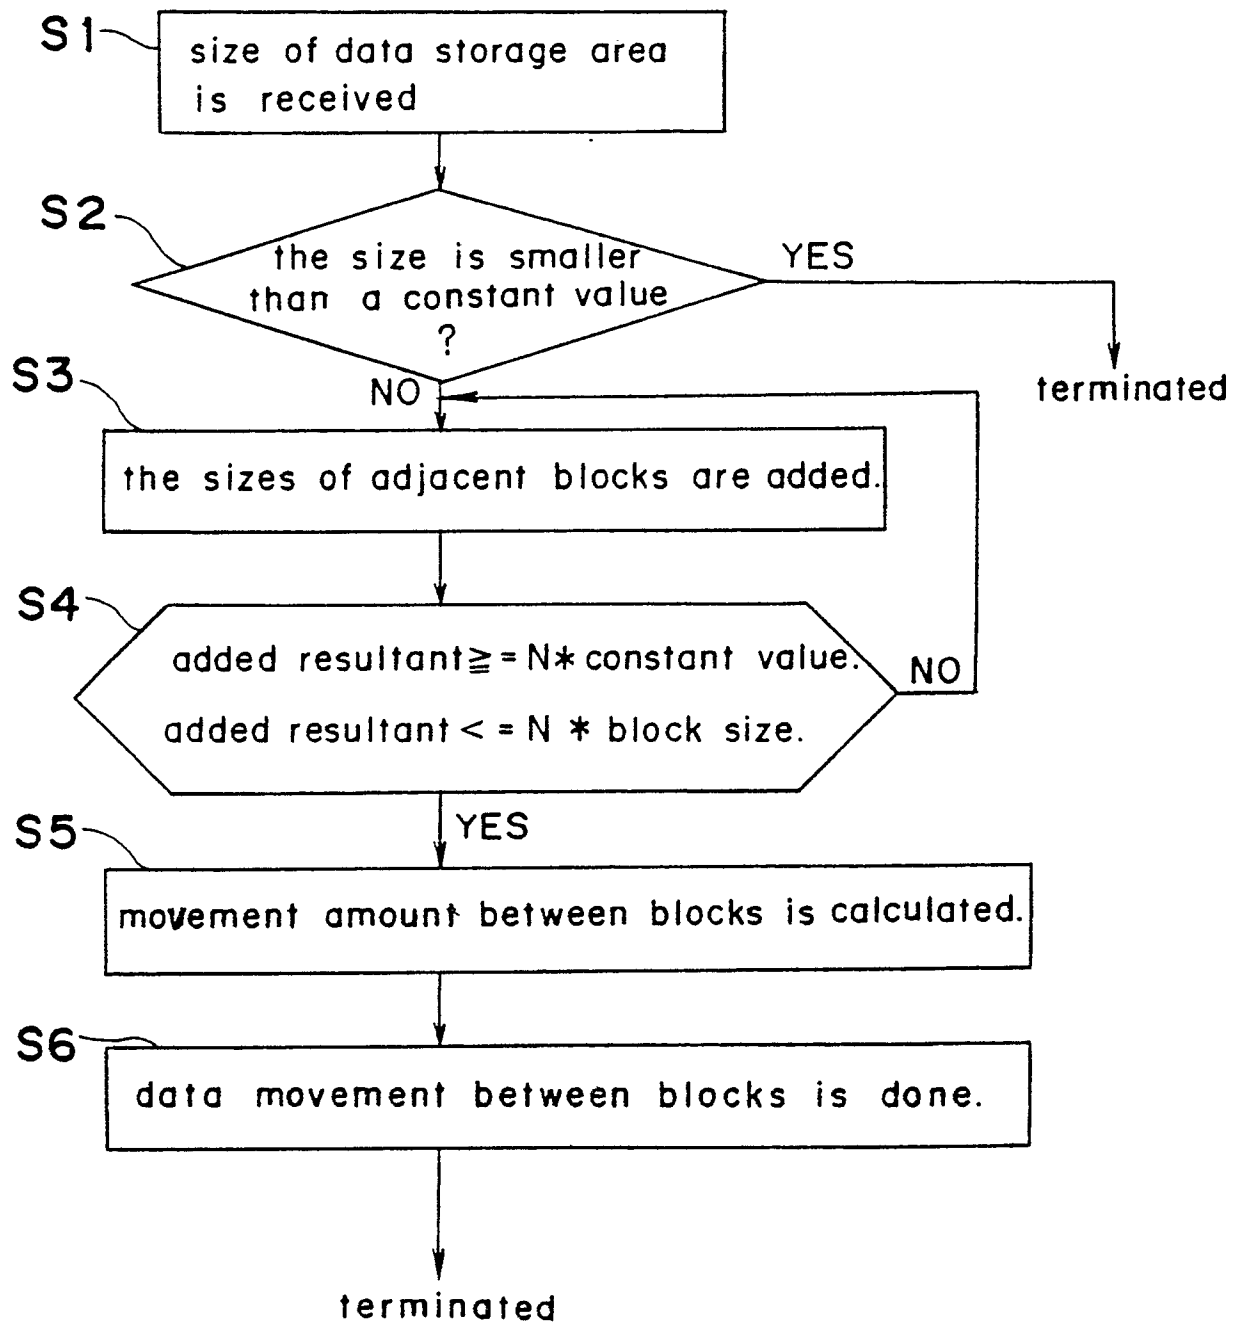 S1
size of data storage area
is received
S2
the size is smaller
than a constant value
?
YES
terminated
NO
S3
the sizes of adjacent blocks are added.
S4
added resultant ≧ = N * constant value.
added resultant < = N * block size.
NO
YES
S5
movement amount between blocks is calculated.
S6
data movement between blocks is done.
terminated